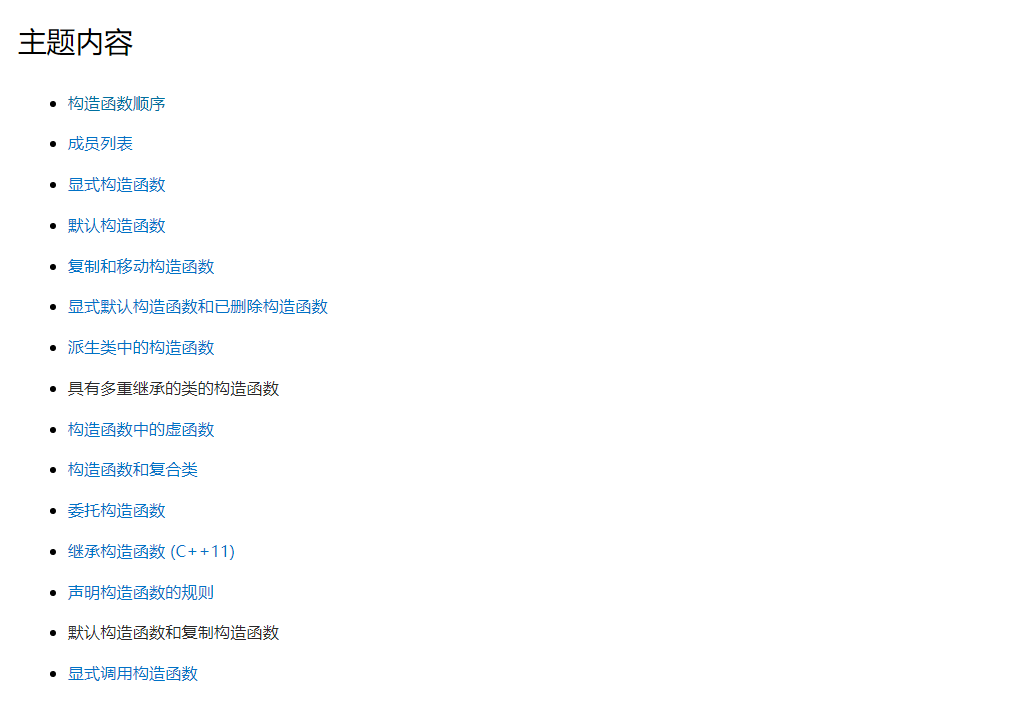 主题内容
构造函数顺序
成员列表
显式构造函数
默认构造函数
复制和移动构造函数
显式默认构造函数和已删除构造函数
派生类中的构造函数
具有多重继承的类的构造函数
构造函数中的虚函数
构造函数和复合类
委托构造函数
继承构造函数 (C++11)
声明构造函数的规则
默认构造函数和复制构造函数
显式调用构造函数